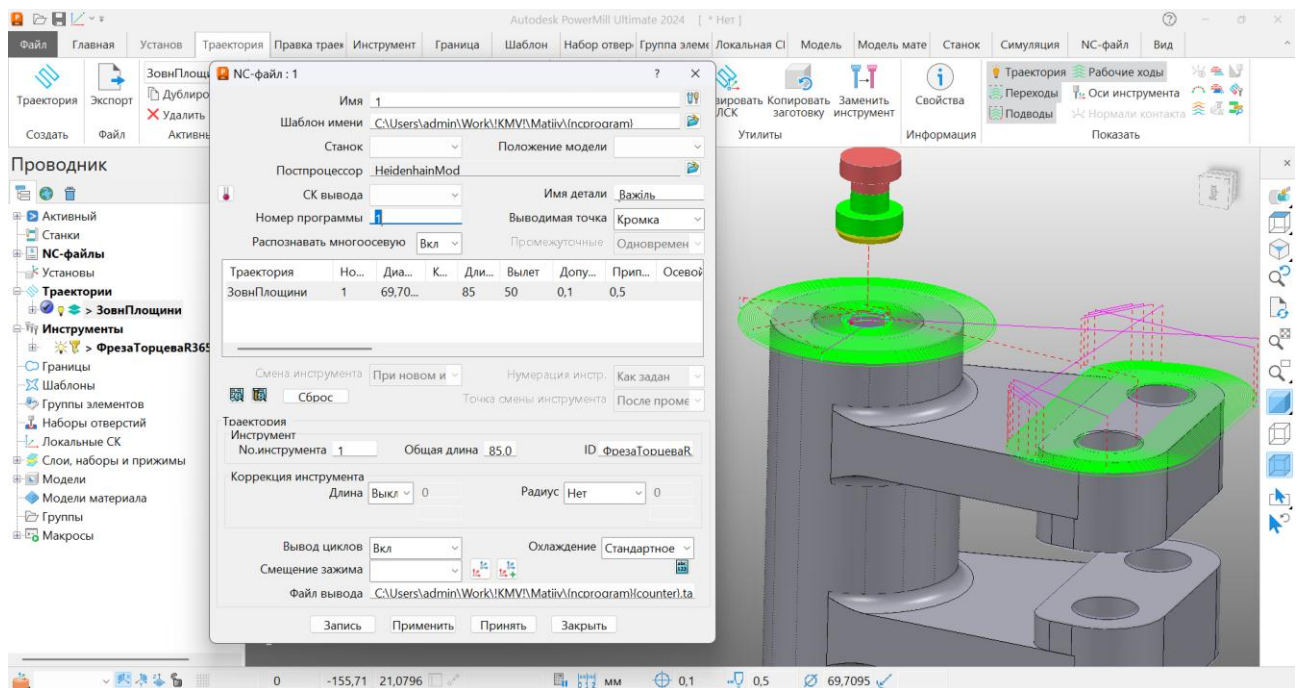 Autodesk PowerMill Ultimate 2024 [ * Нет ]
Файл Главная Установ Траектория Правка траек Инструмент Граница Шаблон Набор отвер Группа элеме Локальная СІ Модель Модель мате Станок Симуляция NC-файл Вид
Траектория
Создать
Экспорт
Файл
ЗовнПлощи
Дублиро
Удалить
Активн
ировать
ЛСК
Копировать
заготовку
Заменить
инструмент
Утилиты
Свойства
Информация
Траектория Рабочие ходы
Переходы Оси инструмента
Подводы Нормали контакта
Показать
Проводник
Активный
Станки
NC-файлы
Установы
Траектории
> ЗовнПлощини
Инструменты
> ФрезаТорцеваR365
Границы
Шаблоны
Группы элементов
Наборы отверстий
Локальные СК
Слои, наборы и прижимы
Модели
Модели материала
Группы
Макросы
NC-файл : 1 ? ×
Имя 1
Шаблон имени C:\Users\admin\Work\!KMV!\Matiiv\{ncprogram}
Станок Положение модели
Постпроцессор HeidenhainMod
СК вывода Имя детали Важіль
Номер программы 1 Выводимая точка Кромка
Распознавать многоосевую Вкл Промежуточные Одновремен
Траектория Но... Диа... К... Дли... Вылет Допу... Прип... Осевой
ЗовнПлощини 1 69,70... 85 50 0,1 0,5
Смена инструмента При новом и Нумерация инстр. Как задан
Сброс Точка смены инструмента После проме
Траектория
Инструмент
No.инструмента 1 Общая длина 85.0 ID ФрезаТорцеваR
Коррекция инструмента
Длина Выкл 0 Радиус Нет 0
Вывод циклов Вкл Охлаждение Стандартное
Смещение зажима
Файл вывода C:\Users\admin\Work\!KMV!\Matiiv\{ncprogram}{counter}.ta
Запись Применить Принять Закрыть
Верх
0 -155,71 21,0796 мм 0,1 0,5 69,7095